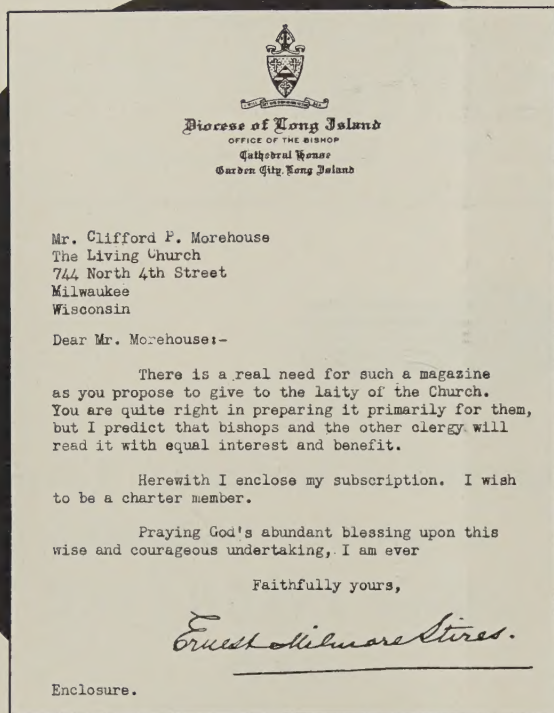 Diocese of Long Island
OFFICE OF THE BISHOP
Cathedral House
Garden City, Long Island
Mr. Clifford P. Morehouse
The Living Church
744 North 4th Street
Milwaukee
Wisconsin
Dear Mr. Morehouse:-
There is a real need for such a magazine
as you propose to give to the laity of the Church.
You are quite right in preparing it primarily for them,
but I predict that bishops and the other clergy will
read it with equal interest and benefit.
Herewith I enclose my subscription. I wish
to be a charter member.
Praying God's abundant blessing upon this
wise and courageous undertaking, I am ever
Faithfully yours,
Ernest Milmore Stires.
Enclosure.